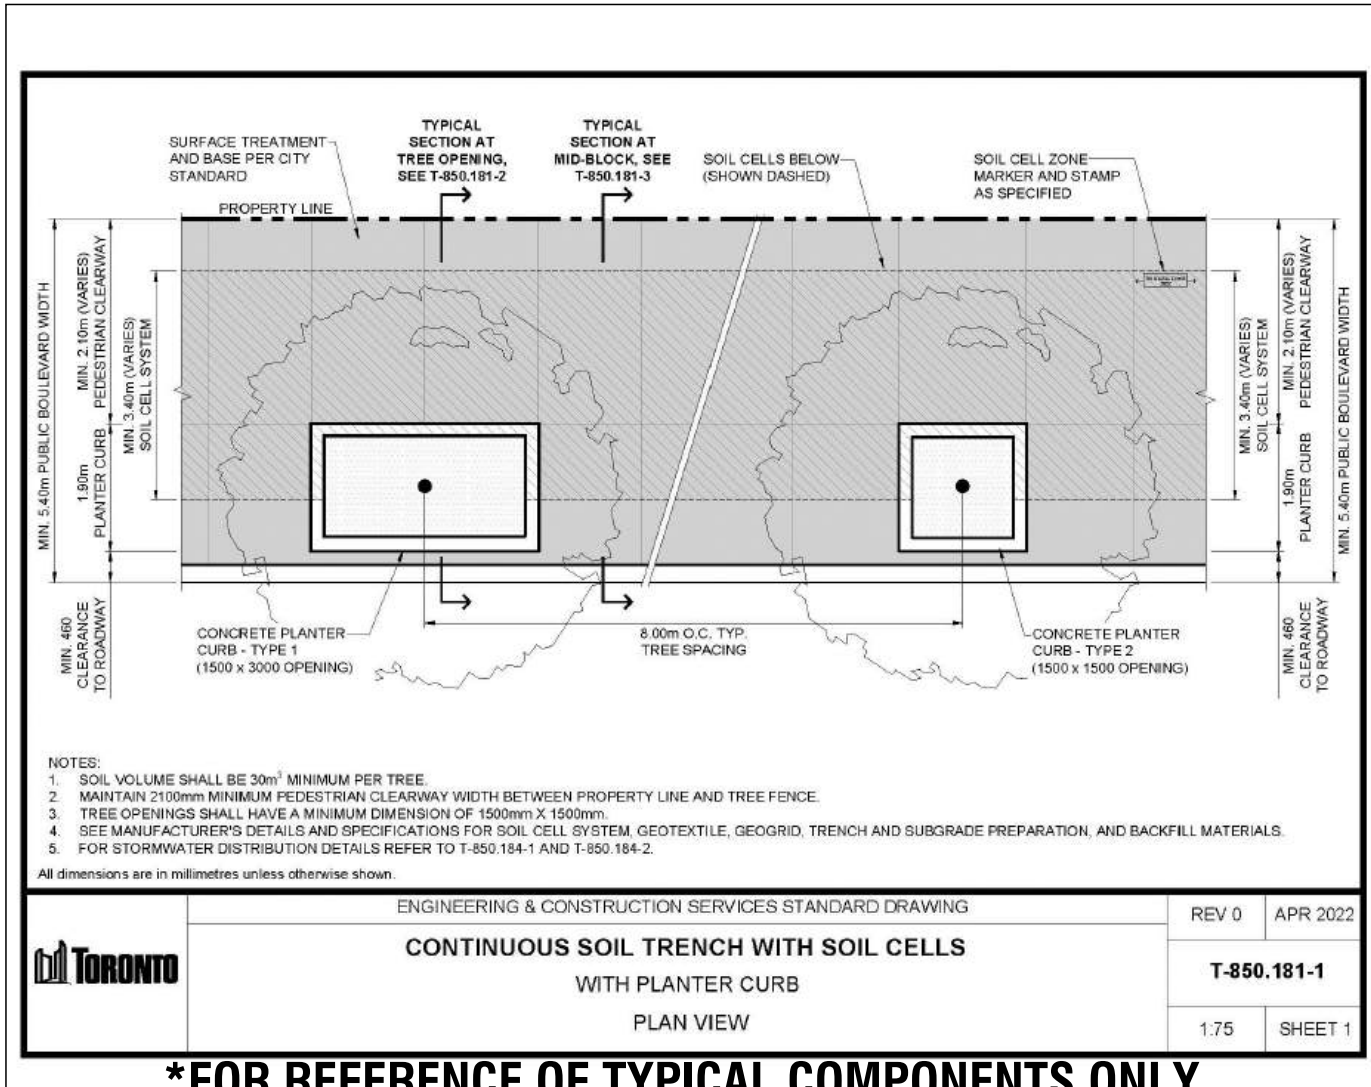 SURFACE TREATMENT
AND BASE PER CITY
STANDARD
TYPICAL
SECTION AT
TREE OPENING,
SEE T-850.181-2
TYPICAL
SECTION AT
MID-BLOCK, SEE
T-850.181-3
SOIL CELLS BELOW
(SHOWN DASHED)
SOIL CELL ZONE
MARKER AND STAMP
AS SPECIFIED
PROPERTY LINE
MIN. 5.40m PUBLIC BOULEVARD WIDTH
MIN. 2.10m (VARIES)
PEDESTRIAN CLEARWAY
MIN. 3.40m (VARIES)
SOIL CELL SYSTEM
1.90m
PLANTER CURB
MIN. 460
CLEARANCE
TO ROADWAY
MIN. 3.40m (VARIES)
SOIL CELL SYSTEM
MIN. 2.10m (VARIES)
PEDESTRIAN CLEARWAY
1.90m
PLANTER CURB
MIN. 5.40m PUBLIC BOULEVARD WIDTH
MIN. 460
CLEARANCE
TO ROADWAY
CONCRETE PLANTER
CURB - TYPE 1
(1500 x 3000 OPENING)
8.00m O.C. TYP.
TREE SPACING
CONCRETE PLANTER
CURB - TYPE 2
(1500 x 1500 OPENING)
NOTES:
1. SOIL VOLUME SHALL BE 30m³ MINIMUM PER TREE.
2. MAINTAIN 2100mm MINIMUM PEDESTRIAN CLEARWAY WIDTH BETWEEN PROPERTY LINE AND TREE FENCE.
3. TREE OPENINGS SHALL HAVE A MINIMUM DIMENSION OF 1500mm X 1500mm.
4. SEE MANUFACTURER'S DETAILS AND SPECIFICATIONS FOR SOIL CELL SYSTEM, GEOTEXTILE, GEOGRID, TRENCH AND SUBGRADE PREPARATION, AND BACKFILL MATERIALS.
5. FOR STORMWATER DISTRIBUTION DETAILS REFER TO T-850.184-1 AND T-850.184-2.
All dimensions are in millimetres unless otherwise shown.
TORONTO
ENGINEERING & CONSTRUCTION SERVICES STANDARD DRAWING
CONTINUOUS SOIL TRENCH WITH SOIL CELLS
WITH PLANTER CURB
PLAN VIEW
REV 0
APR 2022
T-850.181-1
1:75
SHEET 1
*FOR REFERENCE OF TYPICAL COMPONENTS ONLY